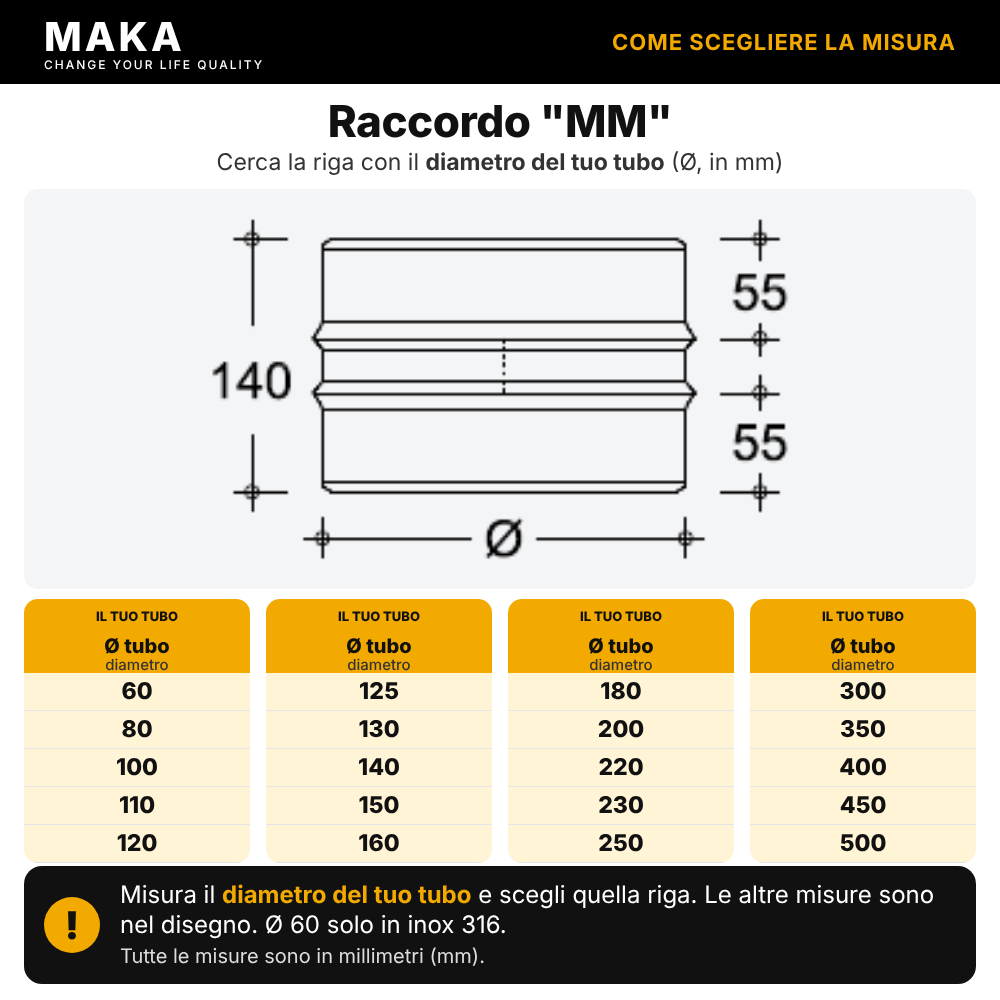 MAKA
CHANGE YOUR LIFE QUALITY
COME SCEGLIERE LA MISURA
Raccordo "MM"
Cerca la riga con il diametro del tuo tubo (Ø, in mm)
140
55
55
Ø
IL TUO TUBO
Ø tubo
diametro
60
80
100
110
120
IL TUO TUBO
Ø tubo
diametro
125
130
140
150
160
IL TUO TUBO
Ø tubo
diametro
180
200
220
230
250
IL TUO TUBO
Ø tubo
diametro
300
350
400
450
500
!
Misura il diametro del tuo tubo e scegli quella riga. Le altre misure sono
nel disegno. Ø 60 solo in inox 316.
Tutte le misure sono in millimetri (mm).